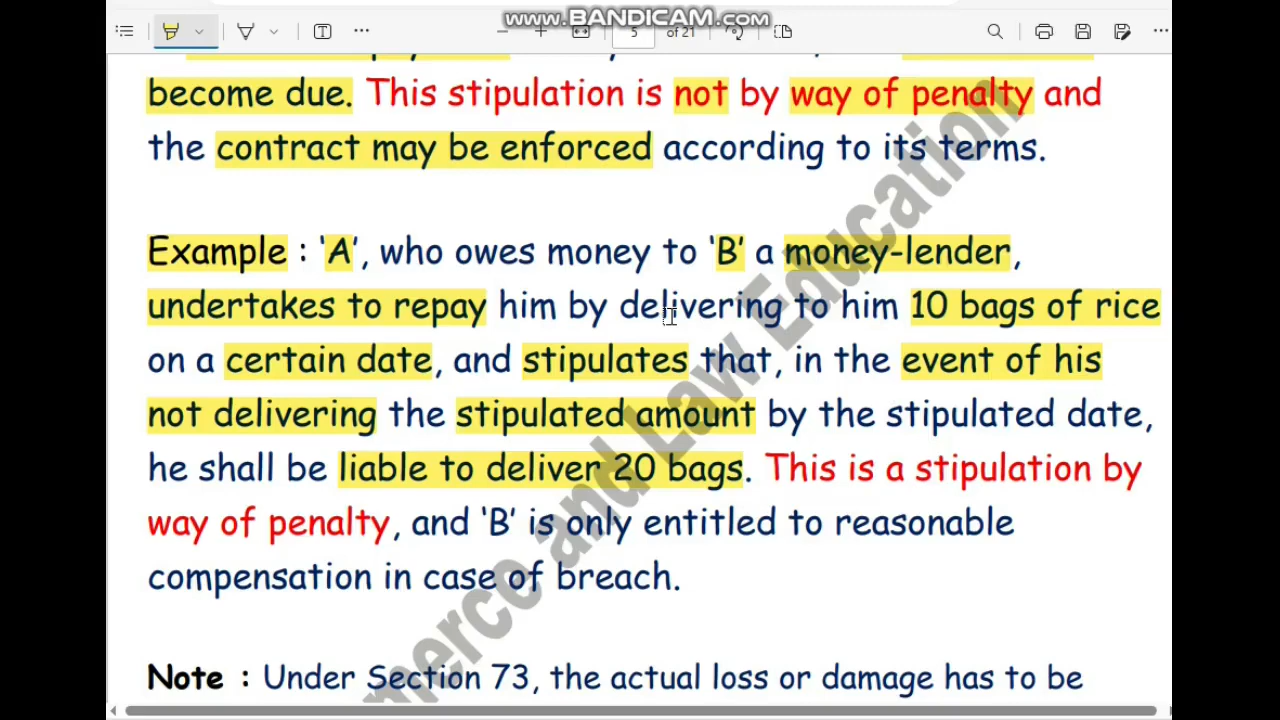 www.BANDICAM.com
5 of 21
become due. This stipulation is not by way of penalty and
the contract may be enforced according to its terms.
Example : ‘A’, who owes money to ‘B’ a money-lender,
undertakes to repay him by delivering to him 10 bags of rice
on a certain date, and stipulates that, in the event of his
not delivering the stipulated amount by the stipulated date,
he shall be liable to deliver 20 bags. This is a stipulation by
way of penalty, and ‘B’ is only entitled to reasonable
compensation in case of breach.
Note : Under Section 73, the actual loss or damage has to be
merce and Law Education